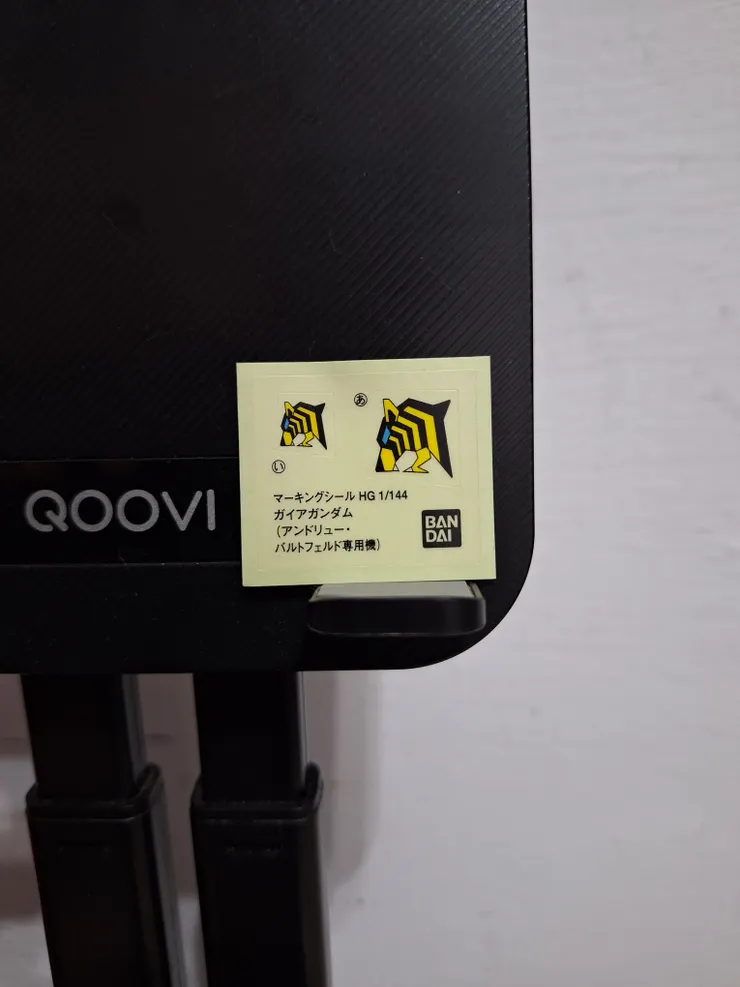 QOOVI
あ
い
マーキングシール HG 1/144
ガイアガンダム
(アンドリュー・
バルトフェルド専用機)
BAN
DAI